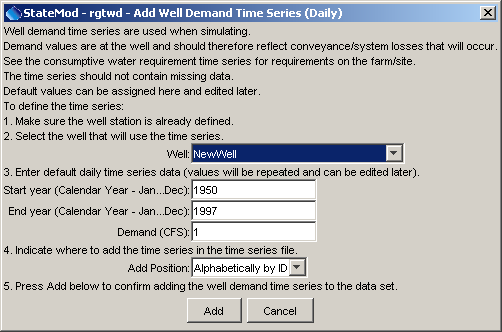 StateMod - rgtwd - Add Well Demand Time Series (Daily)
Well demand time series are used when simulating.
Demand values are at the well and should therefore reflect conveyance/system losses that will occur.
See the consumptive water requirement time series for requirements on the farm/site.
The time series should not contain missing data.
Default values can be assigned here and edited later.
To define the time series:
1. Make sure the well station is already defined.
2. Select the well that will use the time series.
Well: NewWell
3. Enter default daily time series data (values will be repeated and can be edited later).
Start year (Calendar Year - Jan...Dec): 1950
End year (Calendar Year - Jan...Dec): 1997
Demand (CFS): 1
4. Indicate where to add the time series in the time series file.
Add Position: Alphabetically by ID
5. Press Add below to confirm adding the well demand time series to the data set.
Add Cancel